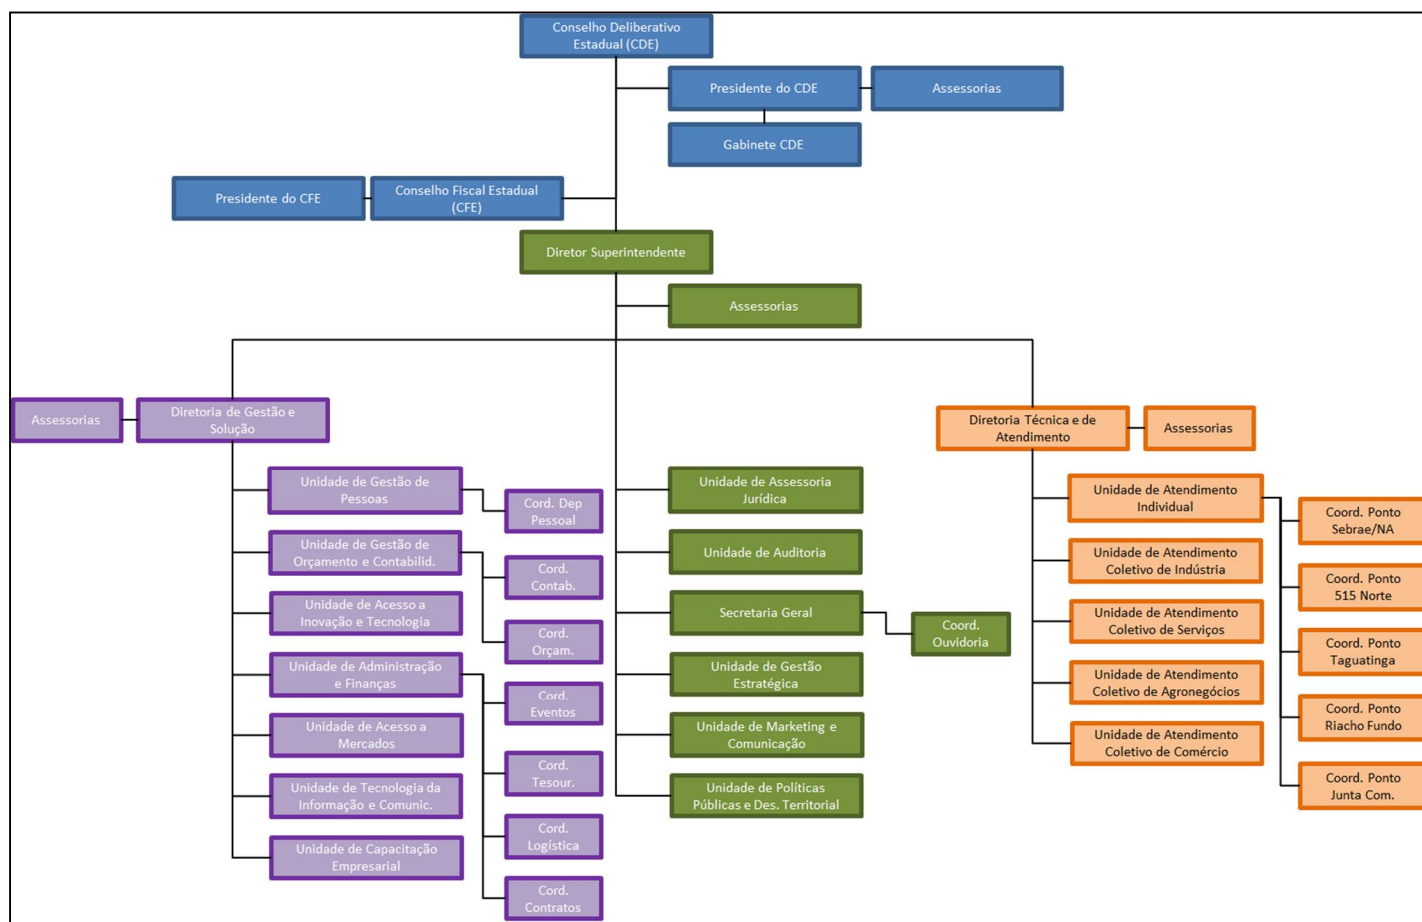 Conselho Deliberativo
Estadual (CDE)
Presidente do CDE
Assessorias
Gabinete CDE
Presidente do CFE
Conselho Fiscal Estadual
(CFE)
Diretor Superintendente
Assessorias
Assessorias
Diretoria de Gestão e
Solução
Unidade de Gestão de
Pessoas
Cord. Dep
Pessoal
Unidade de Gestão de
Orçamento e Contabilid.
Cord.
Contab.
Cord.
Orçam.
Unidade de Acesso a
Inovação e Tecnologia
Unidade de Administração
e Finanças
Cord.
Eventos
Cord.
Tesour.
Cord.
Logística
Cord.
Contratos
Unidade de Acesso a
Mercados
Unidade de Tecnologia da
Informação e Comunic.
Unidade de Capacitação
Empresarial
Unidade de Assessoria
Jurídica
Unidade de Auditoria
Secretaria Geral
Coord.
Ouvidoria
Unidade de Gestão
Estratégica
Unidade de Marketing e
Comunicação
Unidade de Políticas
Públicas e Des. Territorial
Diretoria Técnica e de
Atendimento
Assessorias
Unidade de Atendimento
Individual
Coord. Ponto
Sebrae/NA
Coord. Ponto
515 Norte
Coord. Ponto
Taguatinga
Coord. Ponto
Riacho Fundo
Coord. Ponto
Junta Com.
Unidade de Atendimento
Coletivo de Indústria
Unidade de Atendimento
Coletivo de Serviços
Unidade de Atendimento
Coletivo de Agronegócios
Unidade de Atendimento
Coletivo de Comércio